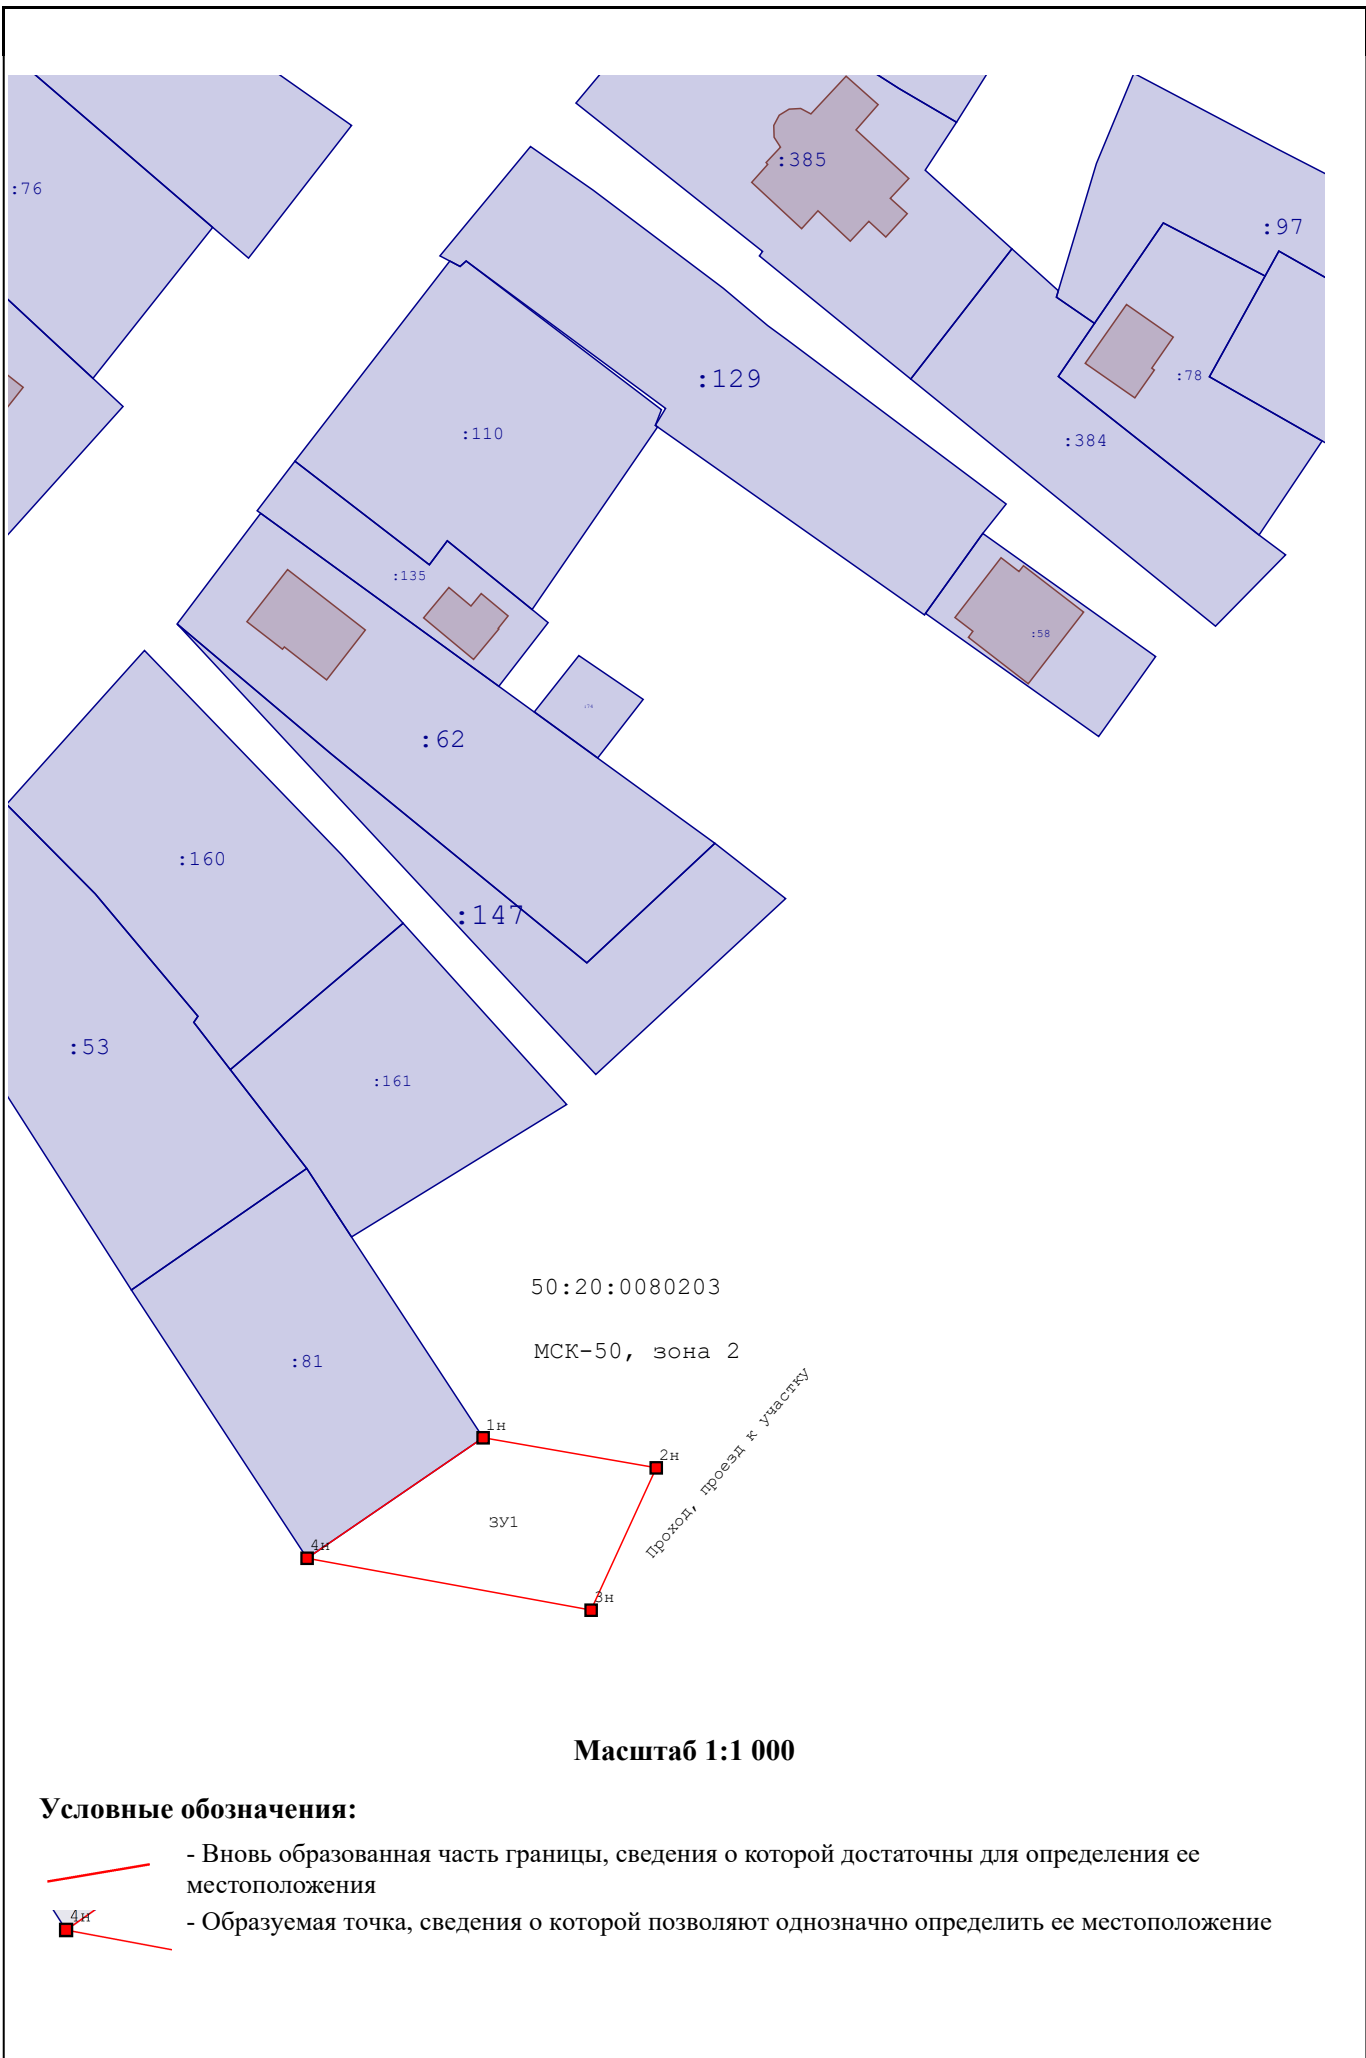 :385
:76
:97
:129
:78
:110
:384
:135
:58
:74
:62
:160
:147
:53
:161
50:20:0080203
МСК-50, зона 2
:81
Проход, проезд к участку
1н
2н
ЗУ1
4н
3н
Масштаб 1:1 000
Условные обозначения:
- Вновь образованная часть границы, сведения о которой достаточны для определения ее
местоположения
4н
- Образуемая точка, сведения о которой позволяют однозначно определить ее местоположение